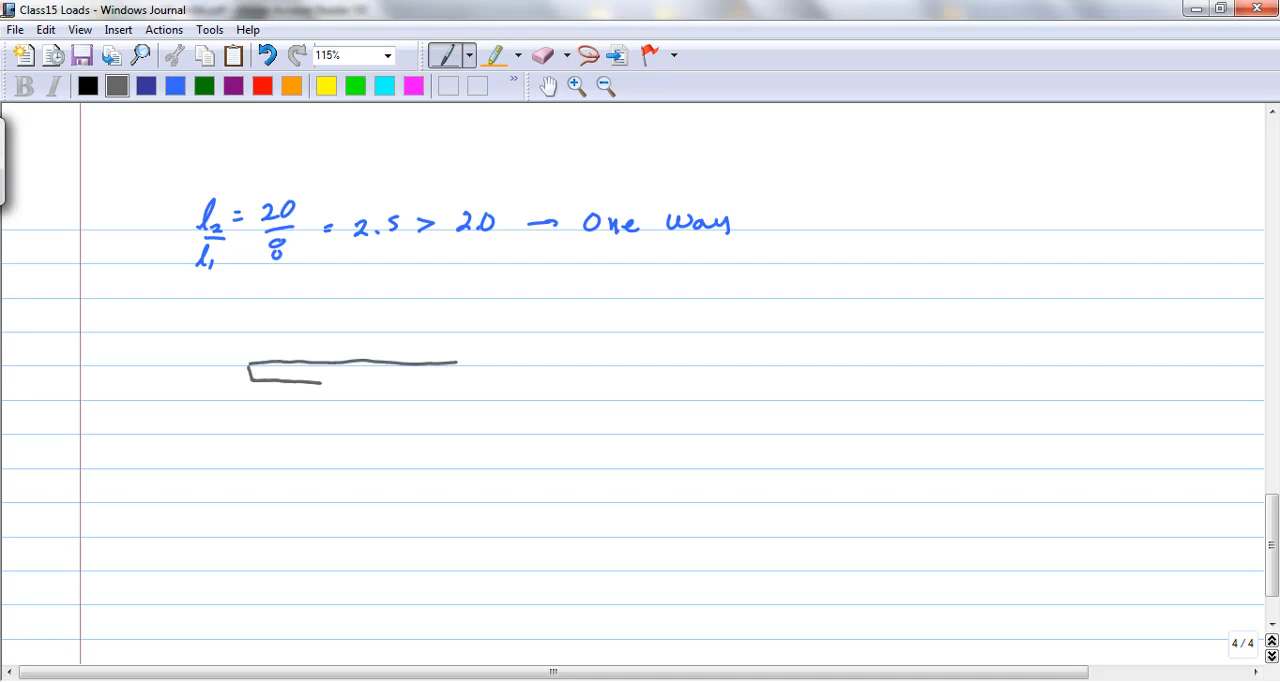 Class15 Loads - Windows Journal
File Edit View Insert Actions Tools Help
115%
B I
l2/l1 = 20/8 = 2.5 > 2.0 → One Way
4 / 4